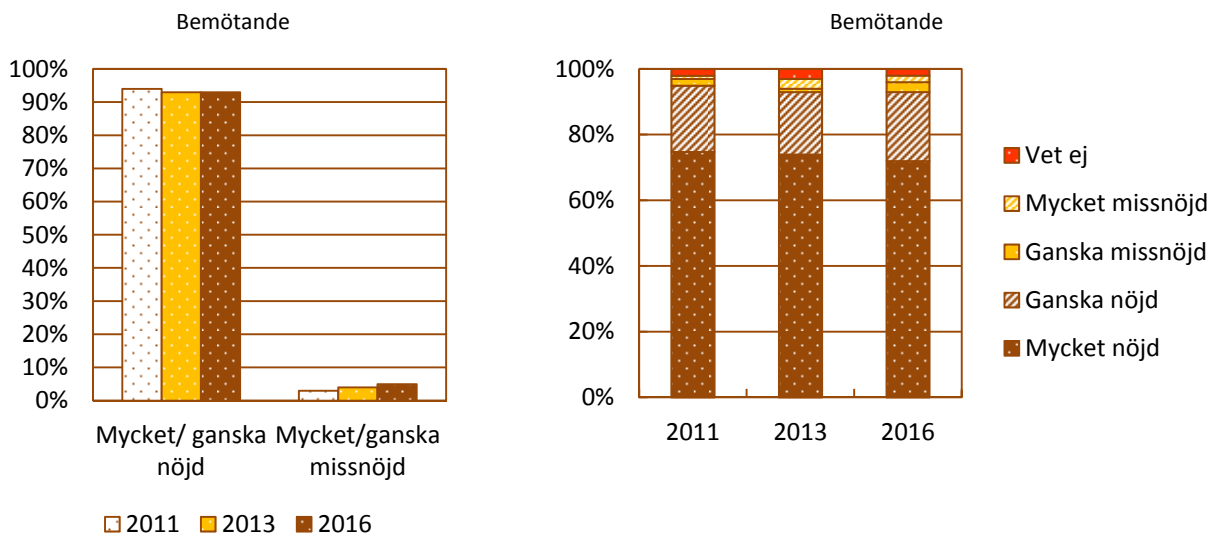 Bemötande
100%
90%
80%
70%
60%
50%
40%
30%
20%
10%
0%
Mycket/ ganska
nöjd
Mycket/ganska
missnöjd
2011
2013
2016
Bemötande
100%
80%
60%
40%
20%
0%
2011
2013
2016
Vet ej
Mycket missnöjd
Ganska missnöjd
Ganska nöjd
Mycket nöjd